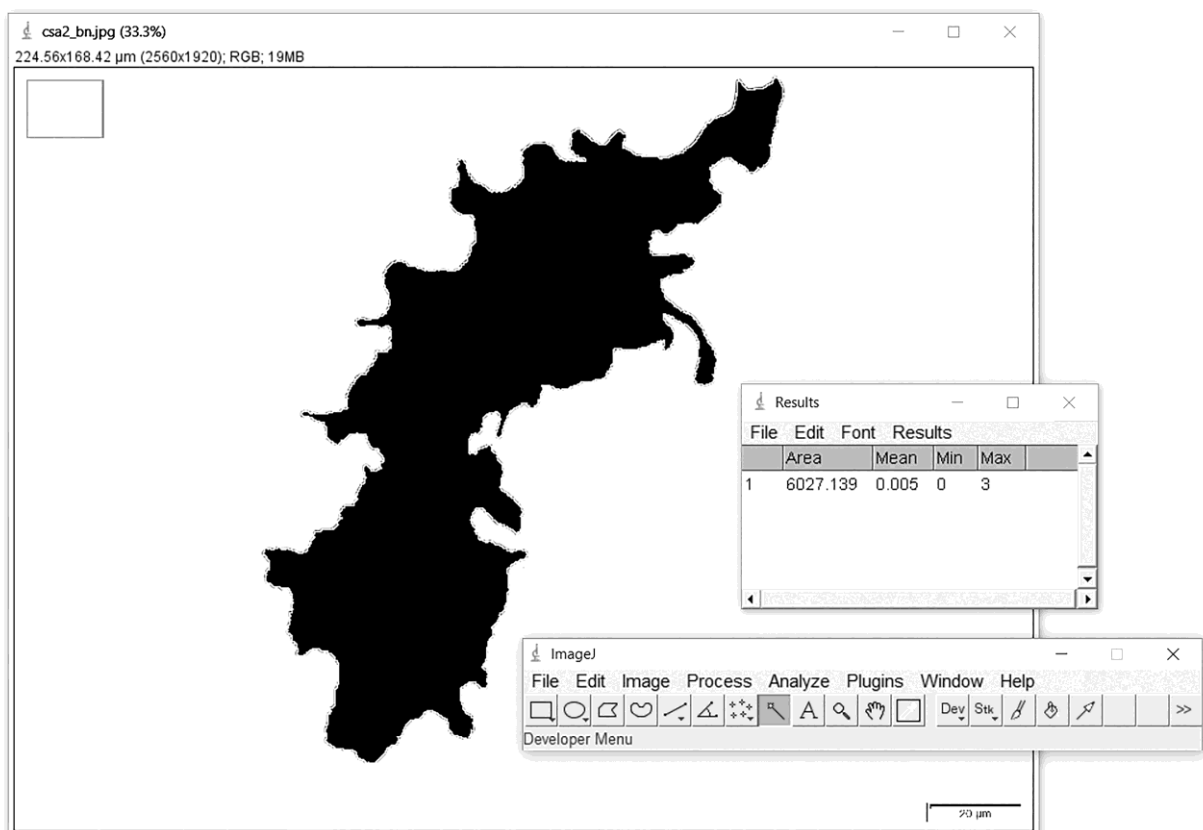 csa2_bn.jpg (33.3%)
224.56x168.42 µm (2560x1920); RGB; 19MB
Results
File Edit Font Results
Area Mean Min Max
1 6027.139 0.005 0 3
ImageJ
File Edit Image Process Analyze Plugins Window Help
A Dev Stk >>
Developer Menu
20 µm